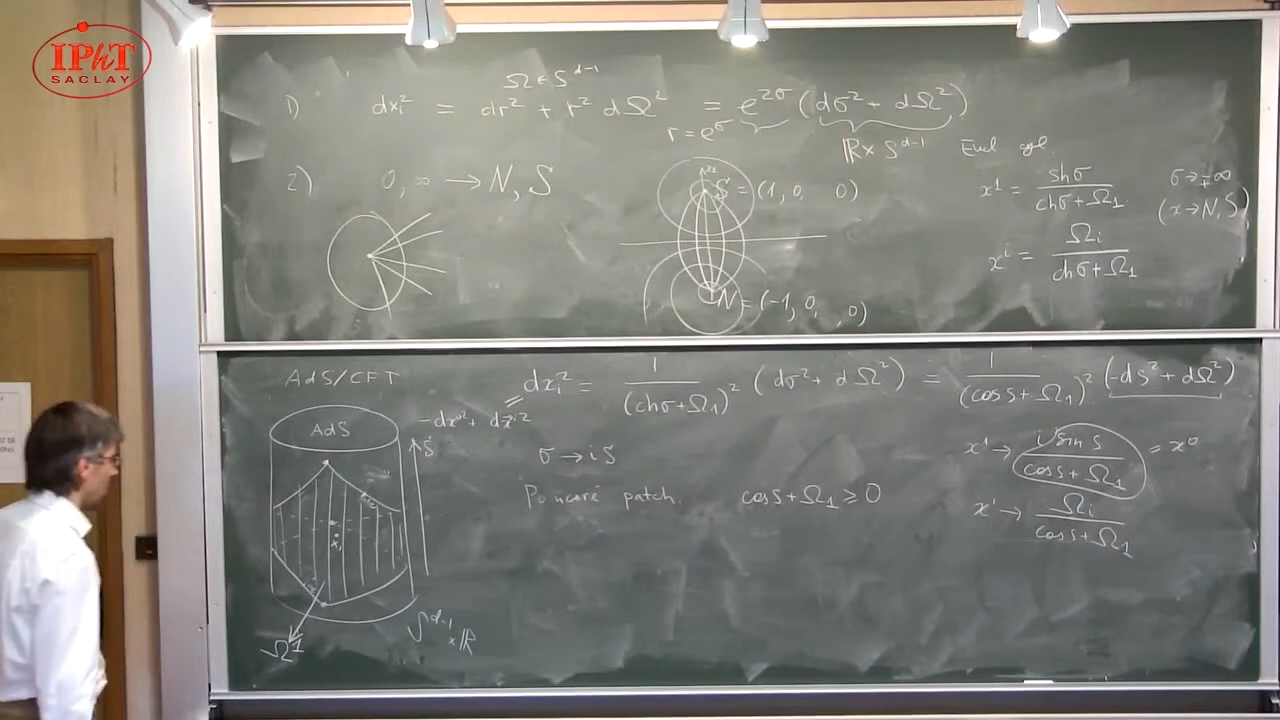 IPhT
SACLAY
Ω ∈ S^{d-1}
1) dx_i^2 = dr^2 + r^2 dΩ^2 = e^{2σ} (dσ^2 + dΩ^2)
r = e^σ
ℝ × S^{d-1} Eucl cyl.
2) 0, ∞ → N, S
S = (1, 0, 0)
N = (-1, 0, , 0)
x^1 = shσ / (chσ + Ω_1)
σ → ∓∞
(x → N, S)
x^i = Ω_i / (chσ + Ω_1)
AdS/CFT
AdS
dx_i^2 = 1/(chσ + Ω_1)^2 (dσ^2 + dΩ^2) = 1/(cos s + Ω_1)^2 (-ds^2 + dΩ^2)
-dx^{02} + dx^{i2}
s
σ → i s
x^1 → i sin s / (cos s + Ω_1) = x^0
Poincaré patch. cos s + Ω_1 ≥ 0
x^i → Ω_i / (cos s + Ω_1)
x_i
Ω^1
S^{d-1} × ℝ